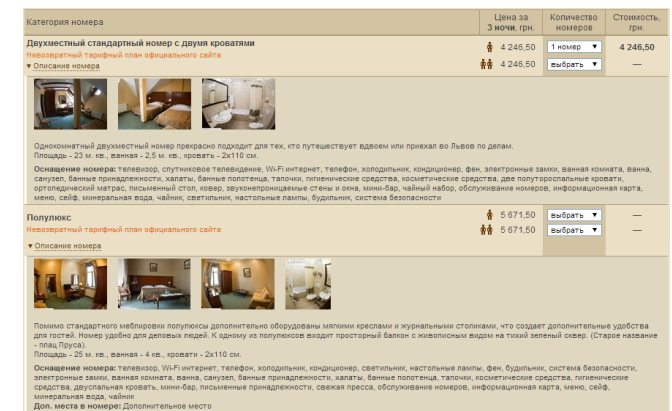 Категория номера
Цена за
3 ночи, грн.
Количество
номеров
Стоимость,
грн.
Двухместный стандартный номер с двумя кроватями
4 246,50
1 номер
4 246,50
Невозвратный тарифный план официального сайта
▾ Описание номера
4 246,50
выбрать
—
Однокомнатный двухместный номер прекрасно подходит для тех, кто путешествует вдвоем или приехал во Львов по делам.
Площадь - 23 м. кв., ванная - 2,5 м. кв., кровать - 2х110 см.
Оснащение номера: телевизор, спутниковое телевидение, Wi-Fi интернет, телефон, холодильник, кондиционер, фен, электронные замки, ванная комната, ванна,
санузел, банные принадлежности, халаты, банные полотенца, тапочки, гигиенические средства, косметические средства, две полутороспальные кровати,
ортопедический матрас, письменный стол, ковер, звуконепроницаемые стены и окна, мини-бар, чайный набор, обслуживание номеров, информационная карта,
меню, сейф, минеральная вода, чайник, светильник, настольные лампы, будильник, система безопасности
Полулюкс
5 671,50
выбрать
—
Невозвратный тарифный план официального сайта
5 671,50
выбрать
—
▾ Описание номера
Помимо стандартного меблировки полулюксы дополнительно оборудованы мягкими креслами и журнальными столиками, что создает дополнительные удобства
для гостей. Номер удобно для деловых людей. К одному из полулюксов входит просторный балкон с живописным видом на тихий зеленый сквер. (Старое название
- плац Пруса).
Площадь - 25 м. кв., ванная - 4 кв., кровати - 2х110 см.
Оснащение номера: телевизор, Wi-Fi интернет, телефон, холодильник, кондиционер, светильник, настольные лампы, фен, будильник, система безопасности,
электронные замки, ванная комната, ванна, санузел, банные принадлежности, халаты, банные полотенца, тапочки, косметические средства, гигиенические
средства, двуспальная кровать, мини-бар, письменные принадлежности, свежая пресса, обслуживание номеров, информационная карта, меню, сейф,
минеральная вода, чайник
Доп. места в номере: Дополнительное место